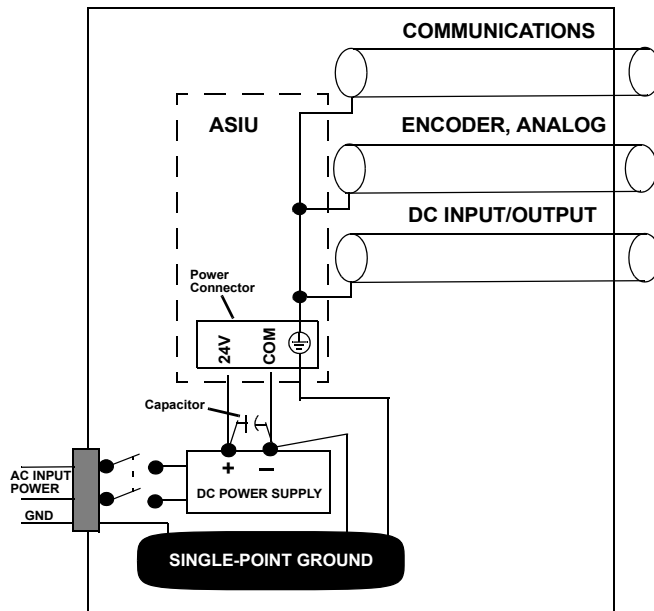 COMMUNICATIONS
ASIU
ENCODER, ANALOG
DC INPUT/OUTPUT
Power
Connector
24V
COM
Capacitor
+ –
AC INPUT
POWER
DC POWER SUPPLY
GND
SINGLE-POINT GROUND